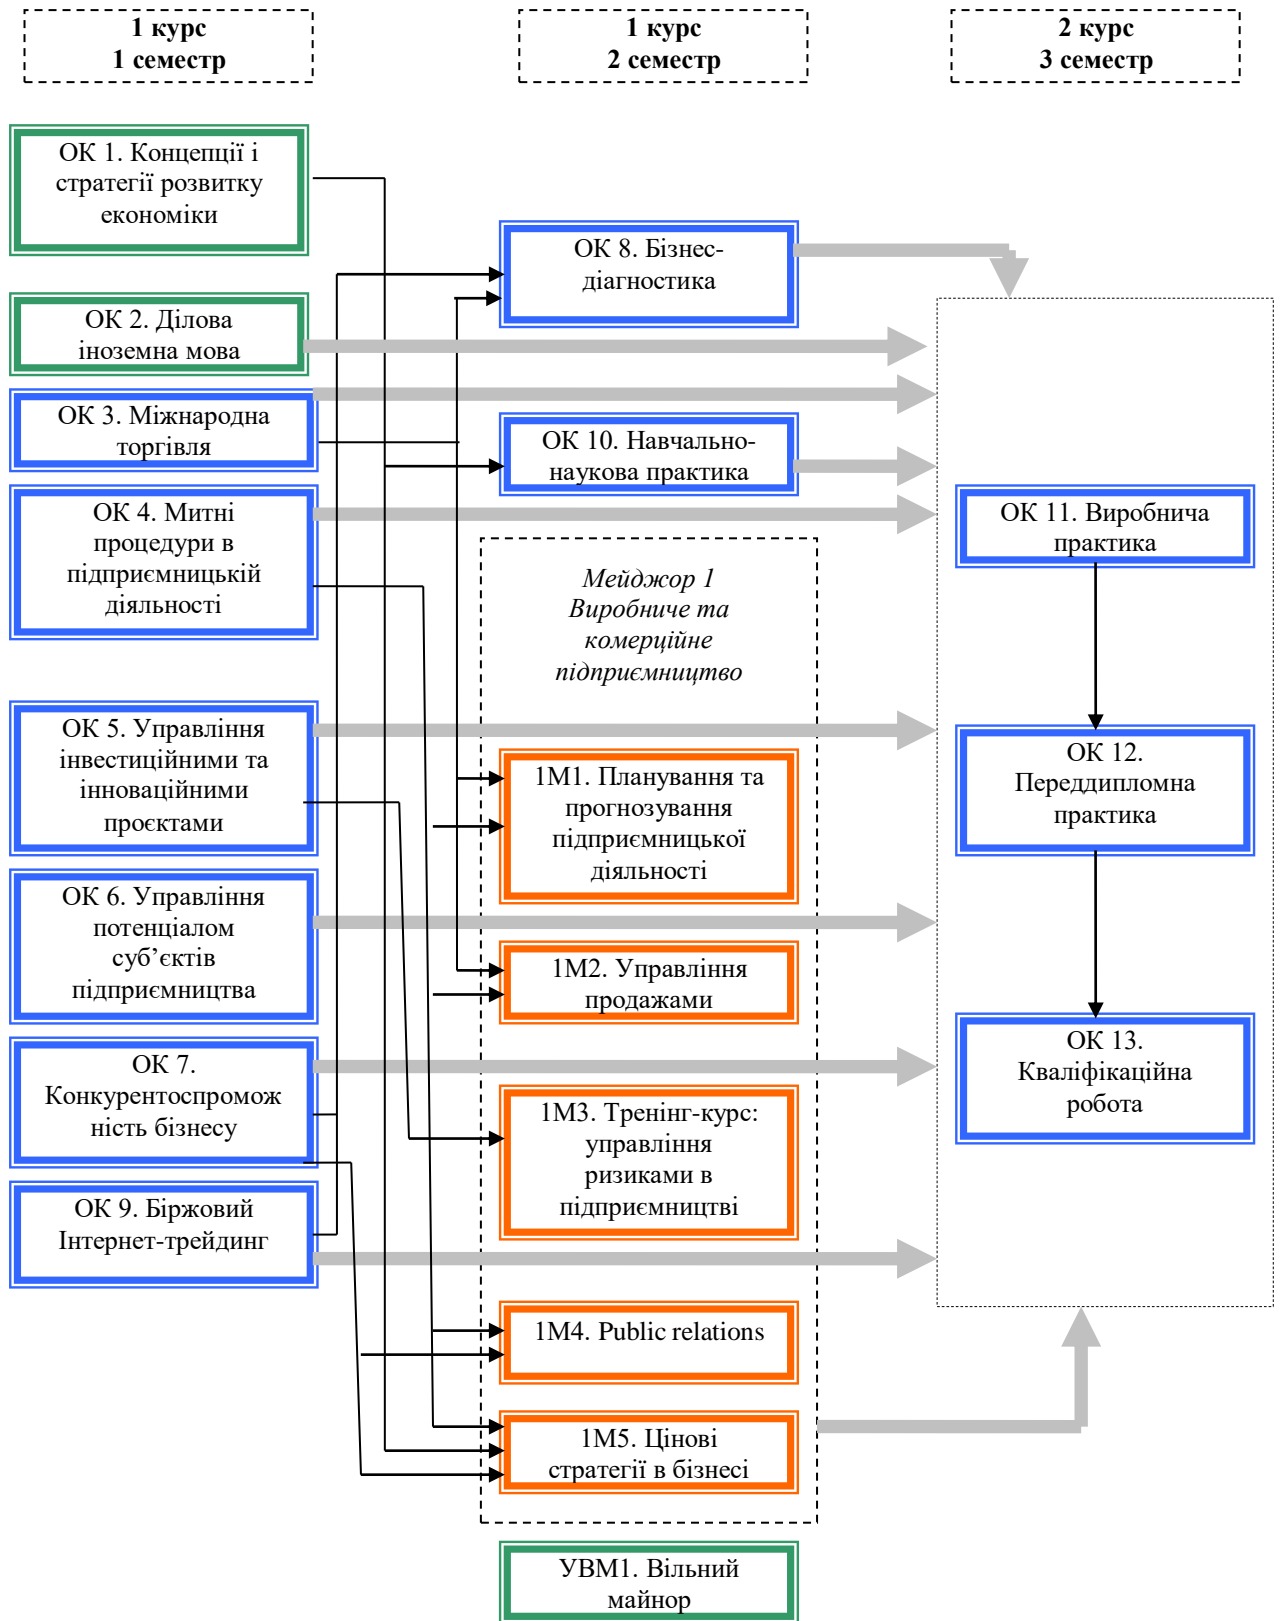 1 курс
1 семестр
1 курс
2 семестр
2 курс
3 семестр
ОК 1. Концепції і
стратегії розвитку
економіки
ОК 2. Ділова
іноземна мова
ОК 3. Міжнародна
торгівля
ОК 4. Митні
процедури в
підприємницькій
діяльності
ОК 5. Управління
інвестиційними та
інноваційними
проєктами
ОК 6. Управління
потенціалом
суб’єктів
підприємництва
ОК 7.
Конкурентоспромож
ність бізнесу
ОК 9. Біржовий
Інтернет-трейдинг
ОК 8. Бізнес-
діагностика
ОК 10. Навчально-
наукова практика
Мейджор 1
Виробниче та
комерційне
підприємництво
1М1. Планування та
прогнозування
підприємницької
діяльності
1М2. Управління
продажами
1М3. Тренінг-курс:
управління
ризиками в
підприємництві
1М4. Public relations
1М5. Цінові
стратегії в бізнесі
УВМ1. Вільний
майнор
ОК 11. Виробнича
практика
ОК 12.
Переддипломна
практика
ОК 13.
Кваліфікаційна
робота